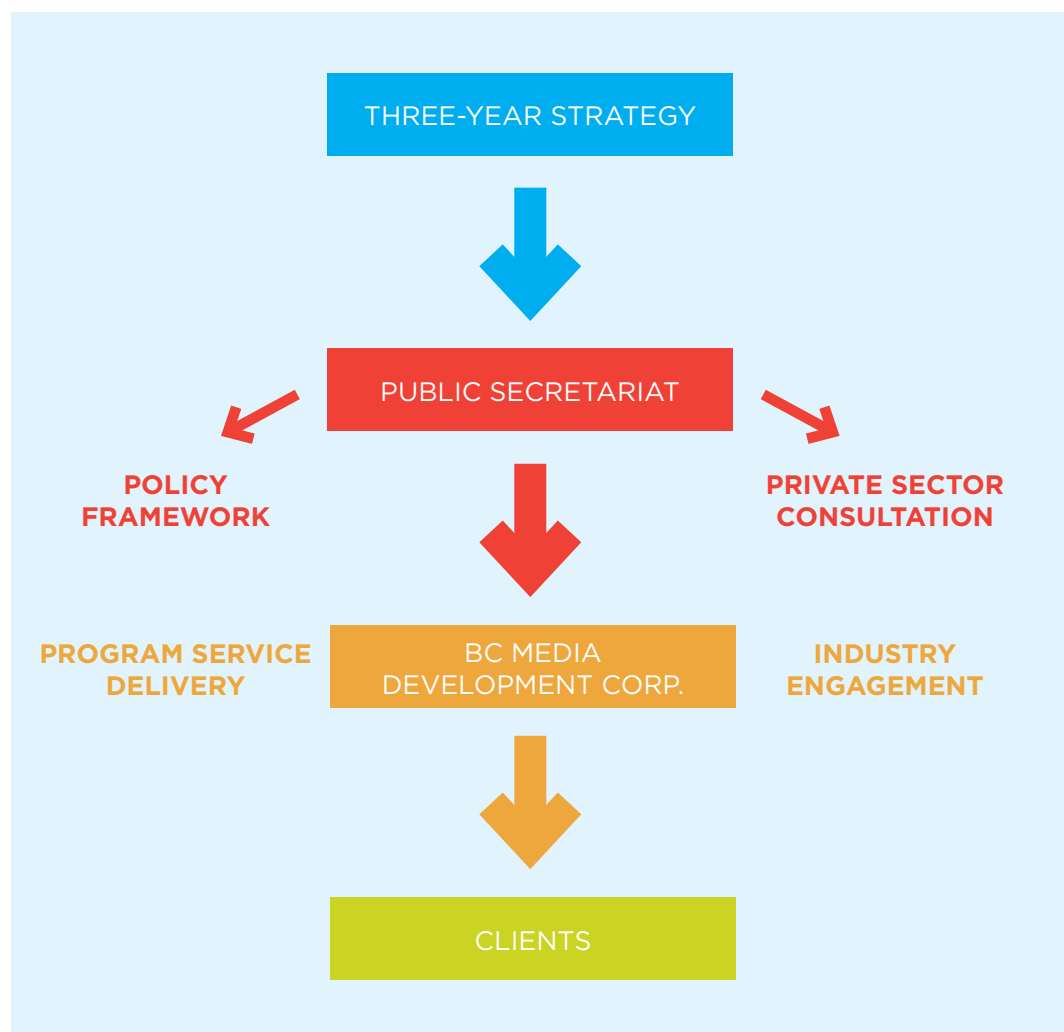 THREE-YEAR STRATEGY
PUBLIC SECRETARIAT
POLICY
FRAMEWORK
PRIVATE SECTOR
CONSULTATION
PROGRAM SERVICE
DELIVERY
BC MEDIA
DEVELOPMENT CORP.
INDUSTRY
ENGAGEMENT
CLIENTS